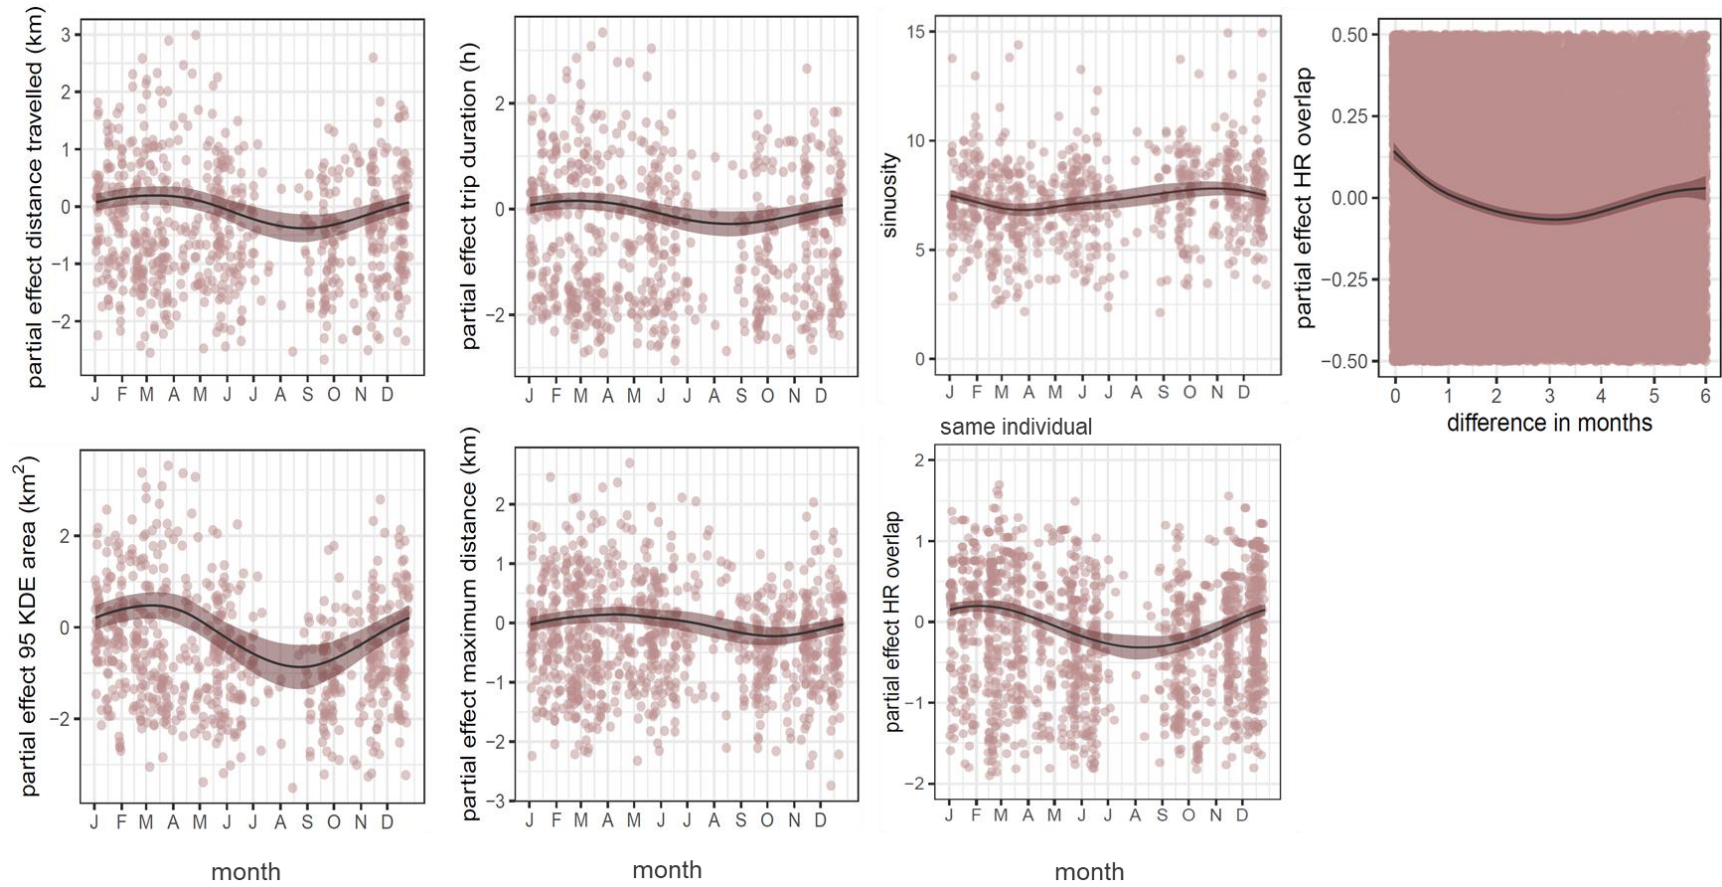 partial effect distance travelled (km)
3
2
1
0
−1
−2
J F M A M J J A S O N D
partial effect trip duration (h)
2
0
−2
J F M A M J J A S O N D
sinuosity
15
10
5
0
J F M A M J J A S O N D
partial effect HR overlap
0.50
0.25
0.00
−0.25
−0.50
0 1 2 3 4 5 6
difference in months
partial effect 95 KDE area (km²)
2
0
−2
J F M A M J J A S O N D
month
partial effect maximum distance (km)
2
1
0
−1
−2
−3
J F M A M J J A S O N D
month
same individual
partial effect HR overlap
2
1
0
−1
−2
J F M A M J J A S O N D
month